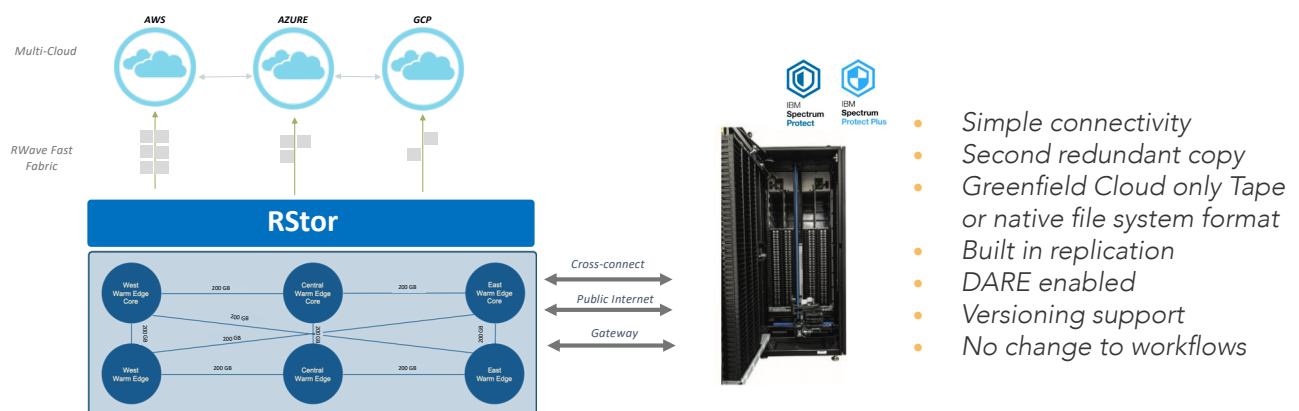 AWS
AZURE
GCP
Multi-Cloud
RWave Fast
Fabric
RStor
West
Warm Edge
Core
200 GB
Central
Warm Edge
Core
200 GB
East
Warm Edge
Core
200 GB
200 GB
200 GB
200 GB
200 GB
West
Warm Edge
200 GB
Central
Warm Edge
200 GB
East
Warm Edge
Cross-connect
Public Internet
Gateway
IBM
Spectrum
Protect
IBM
Spectrum
Protect Plus
• Simple connectivity
• Second redundant copy
• Greenfield Cloud only Tape
or native file system format
• Built in replication
• DARE enabled
• Versioning support
• No change to workflows